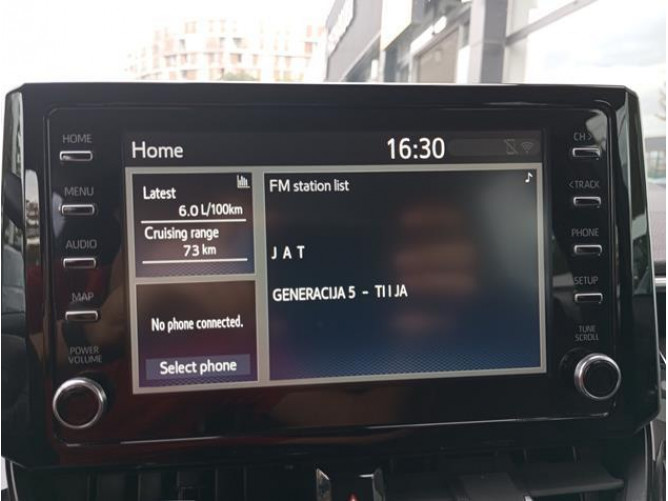 HOME
MENU
AUDIO
MAP
POWER
VOLUME
Home
16:30
Latest
6.0 L/100km
Cruising range
73 km
No phone connected.
Select phone
FM station list
J A T
GENERACIJA 5 - TI I JA
CH >
< TRACK
PHONE
SETUP
TUNE
SCROLL